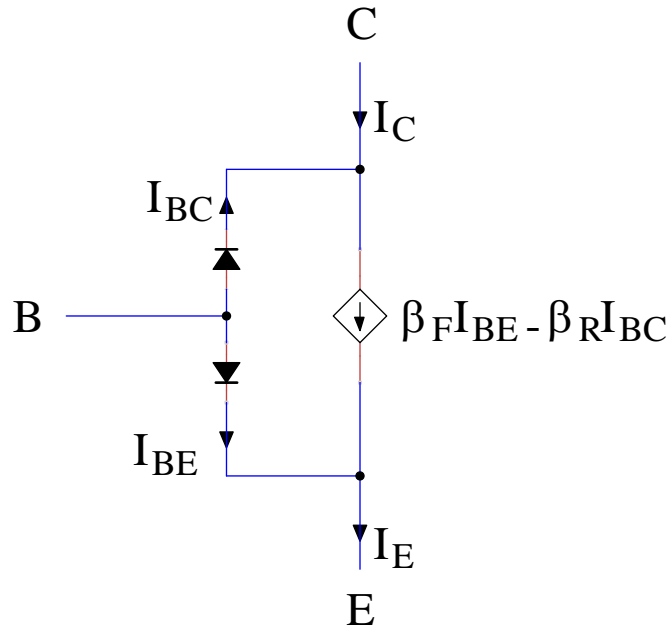 C
I_C
I_BC
B
β_F I_BE - β_R I_BC
I_BE
I_E
E